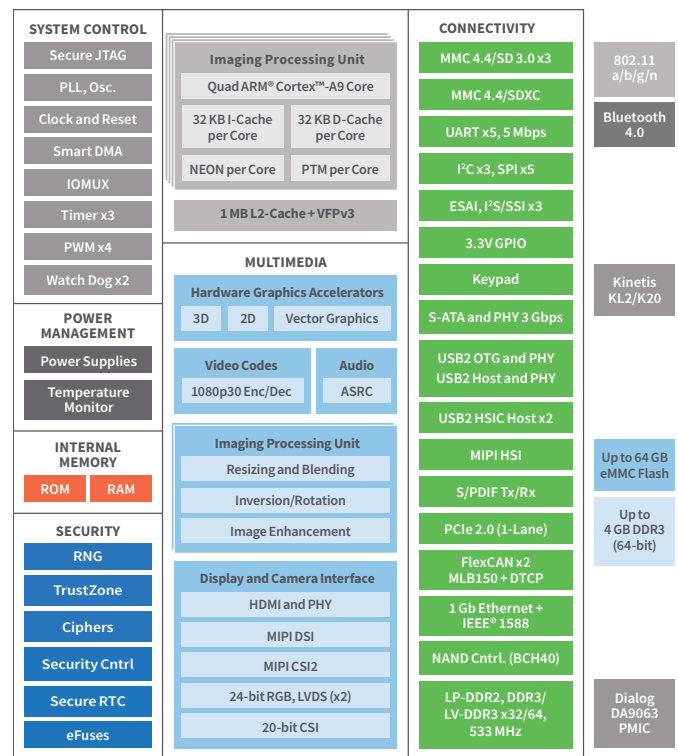 SYSTEM CONTROL
Secure JTAG
PLL, Osc.
Clock and Reset
Smart DMA
IOMUX
Timer x3
PWM x4
Watch Dog x2
POWER
MANAGEMENT
Power Supplies
Temperature
Monitor
INTERNAL
MEMORY
ROM
RAM
SECURITY
RNG
TrustZone
Ciphers
Security Cntrl
Secure RTC
eFuses
Imaging Processing Unit
Quad ARM® Cortex™-A9 Core
32 KB I-Cache
per Core
32 KB D-Cache
per Core
NEON per Core
PTM per Core
1 MB L2-Cache + VFPv3
MULTIMEDIA
Hardware Graphics Accelerators
3D
2D
Vector Graphics
Video Codes
1080p30 Enc/Dec
Audio
ASRC
Imaging Processing Unit
Resizing and Blending
Inversion/Rotation
Image Enhancement
Display and Camera Interface
HDMI and PHY
MIPI DSI
MIPI CSI2
24-bit RGB, LVDS (x2)
20-bit CSI
CONNECTIVITY
MMC 4.4/SD 3.0 x3
MMC 4.4/SDXC
UART x5, 5 Mbps
I²C x3, SPI x5
ESAI, I²S/SSI x3
3.3V GPIO
Keypad
S-ATA and PHY 3 Gbps
USB2 OTG and PHY
USB2 Host and PHY
USB2 HSIC Host x2
MIPI HSI
S/PDIF Tx/Rx
PCIe 2.0 (1-Lane)
FlexCAN x2
MLB150 + DTCP
1 Gb Ethernet +
IEEE® 1588
NAND Cntrl. (BCH40)
LP-DDR2, DDR3/
LV-DDR3 x32/64,
533 MHz
802.11
a/b/g/n
Bluetooth
4.0
Kinetis
KL2/K20
Up to 64 GB
eMMC Flash
Up to
4 GB DDR3
(64-bit)
Dialog
DA9063
PMIC